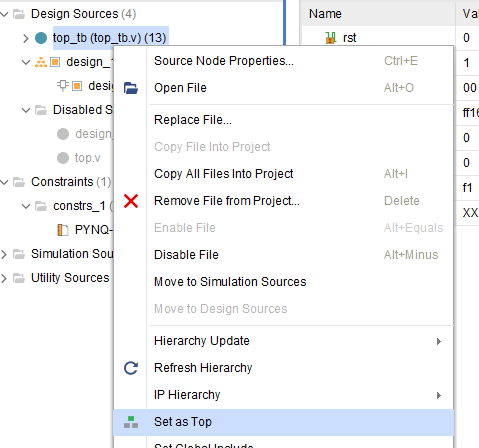 Design Sources (4)
top_tb (top_tb.v) (13)
design_1
desig
Disabled S
design_
top.v
Constraints (1)
constrs_1 (
PYNQ-
Simulation Sour
Utility Sources
Source Node Properties... Ctrl+E
Open File Alt+O
Replace File...
Copy File Into Project
Copy All Files Into Project Alt+I
Remove File from Project... Delete
Enable File Alt+Equals
Disable File Alt+Minus
Move to Simulation Sources
Move to Design Sources
Hierarchy Update
Refresh Hierarchy
IP Hierarchy
Set as Top
Set Global Include
Name Val
rst 0
1
00
ff16
0
0
f1
XX